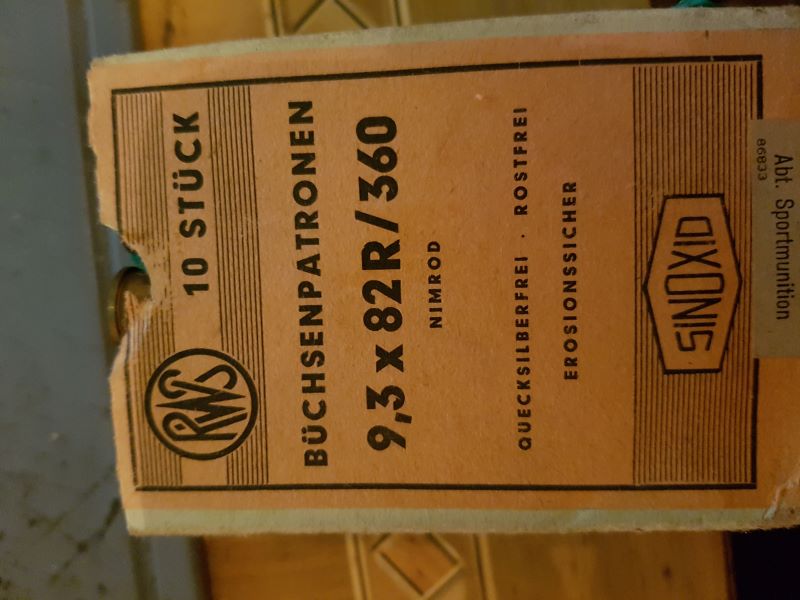 RWS
10 STÜCK
BÜCHSENPATRONEN
9,3 x 82R/360
NIMROD
QUECKSILBERFREI · ROSTFREI
EROSIONSSICHER
SINOXID
Abt. Sportmunition
86833